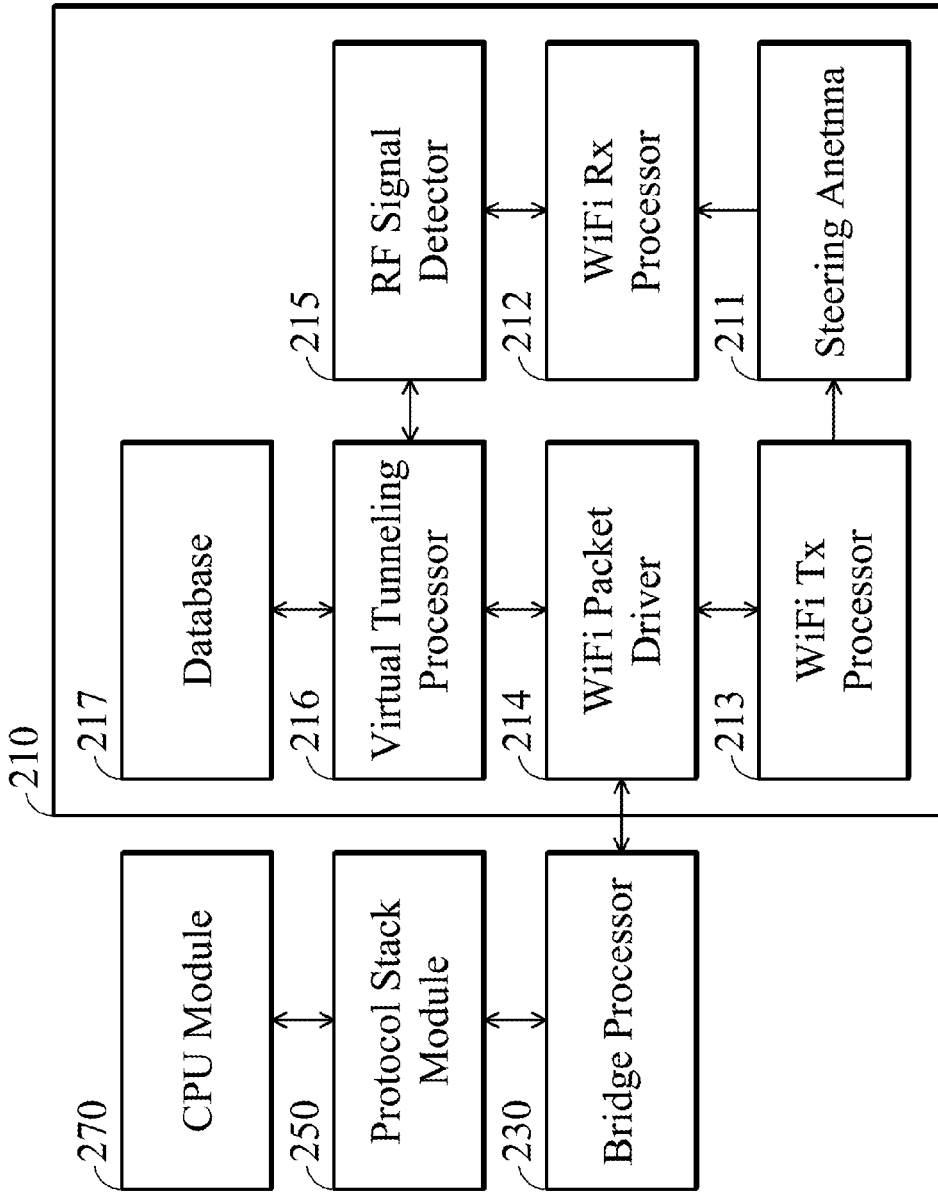 210
270
CPU Module
217
Database
250
Protocol Stack
Module
216
Virtual Tunneling
Processor
215
RF Signal
Detector
230
Bridge Processor
214
WiFi Packet
Driver
212
WiFi Rx
Processor
213
WiFi Tx
Processor
211
Steering Anetnna